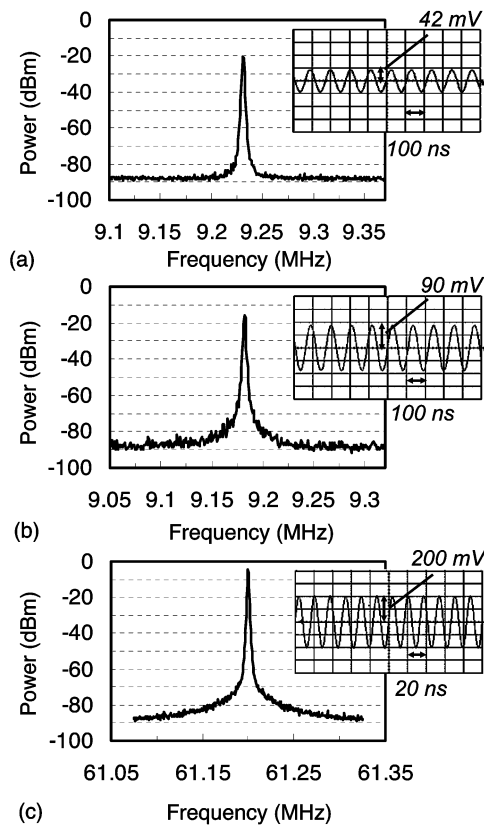 0
-20
-40
-60
-80
-100
Power (dBm)
42 mV
100 ns
9.1 9.15 9.2 9.25 9.3 9.35
(a)
Frequency (MHz)
0
-20
-40
-60
-80
-100
Power (dBm)
90 mV
100 ns
9.05 9.1 9.15 9.2 9.25 9.3
(b)
Frequency (MHz)
0
-20
-40
-60
-80
-100
Power (dBm)
200 mV
20 ns
61.05 61.15 61.25 61.35
(c)
Frequency (MHz)